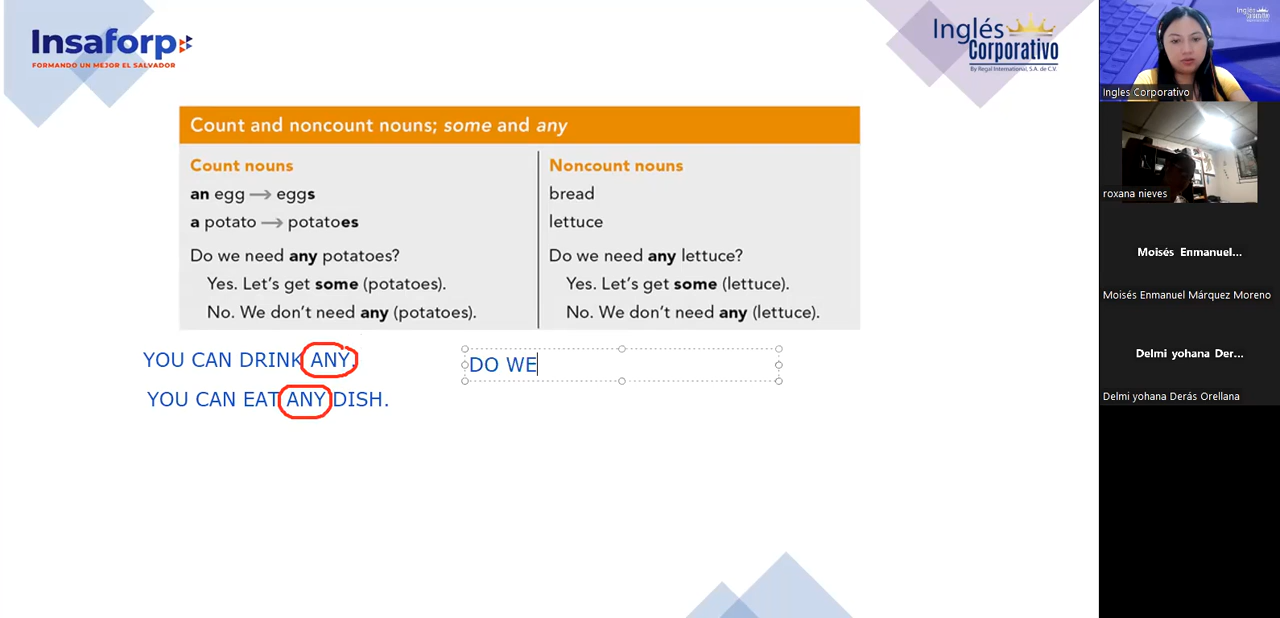 Insaforp
FORMANDO UN MEJOR EL SALVADOR
Inglés
Corporativo
By Regal International, S.A. de C.V.
Count and noncount nouns; some and any
Count nouns
an egg → eggs
a potato → potatoes
Do we need any potatoes?
Yes. Let's get some (potatoes).
No. We don't need any (potatoes).
Noncount nouns
bread
lettuce
Do we need any lettuce?
Yes. Let's get some (lettuce).
No. We don't need any (lettuce).
YOU CAN DRINK ANY.
YOU CAN EAT ANY DISH.
DO WE
Ingles Corporativo
roxana nieves
Moisés Enmanuel...
Moisés Enmanuel Márquez Moreno
Delmi yohana Der...
Delmi yohana Derás Orellana